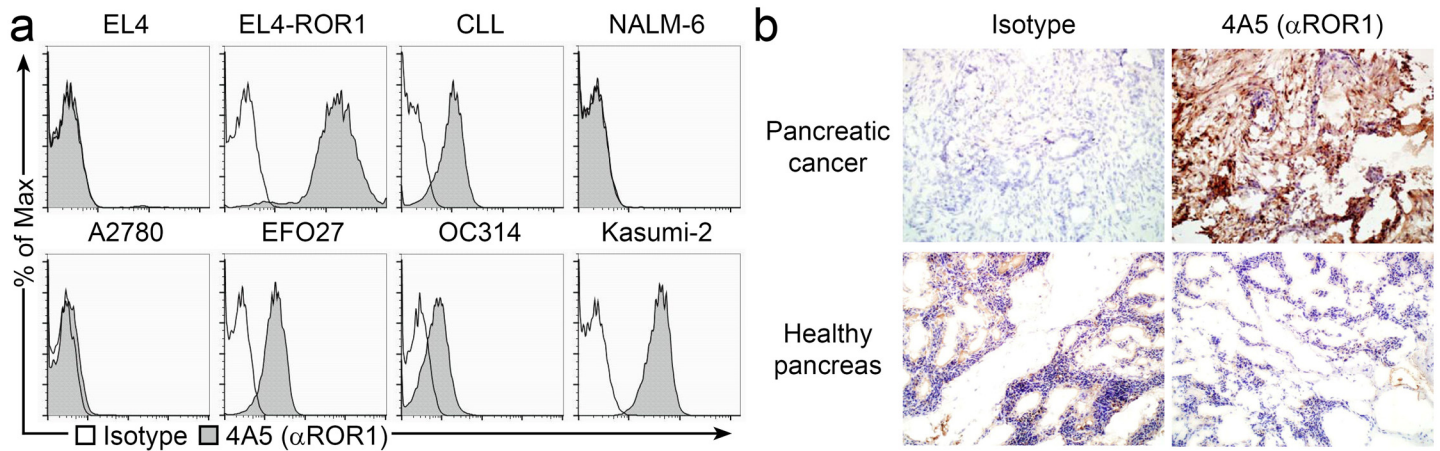 a
EL4
EL4-ROR1
CLL
NALM-6
A2780
EFO27
OC314
Kasumi-2
% of Max
Isotype
4A5 (αROR1)
b
Isotype
4A5 (αROR1)
Pancreatic
cancer
Healthy
pancreas